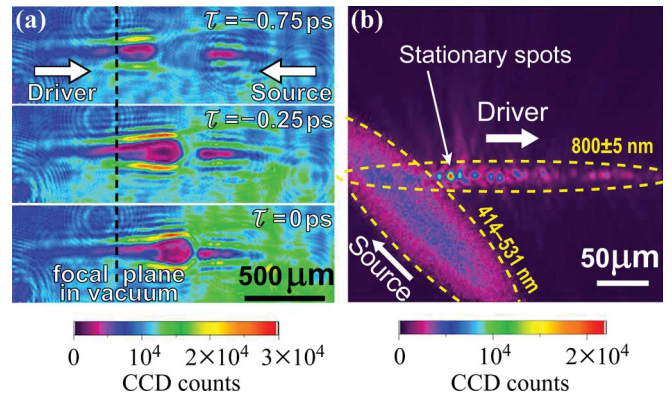 (a)
τ=−0.75 ps
Driver
Source
τ=−0.25 ps
τ=0 ps
focal plane
in vacuum
500 μm
0
10⁴
2×10⁴
3×10⁴
CCD counts
(b)
Stationary spots
Driver
800±5 nm
414–531 nm
Source
50 μm
0
10⁴
2×10⁴
CCD counts